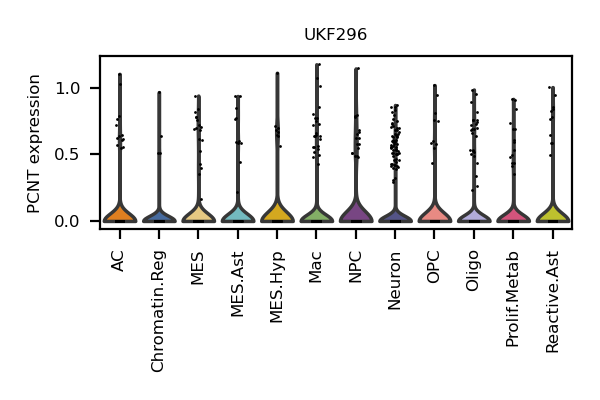 UKF296
PCNT expression
1.0
0.5
0.0
AC
Chromatin.Reg
MES
MES.Ast
MES.Hyp
Mac
NPC
Neuron
OPC
Oligo
Prolif.Metab
Reactive.Ast